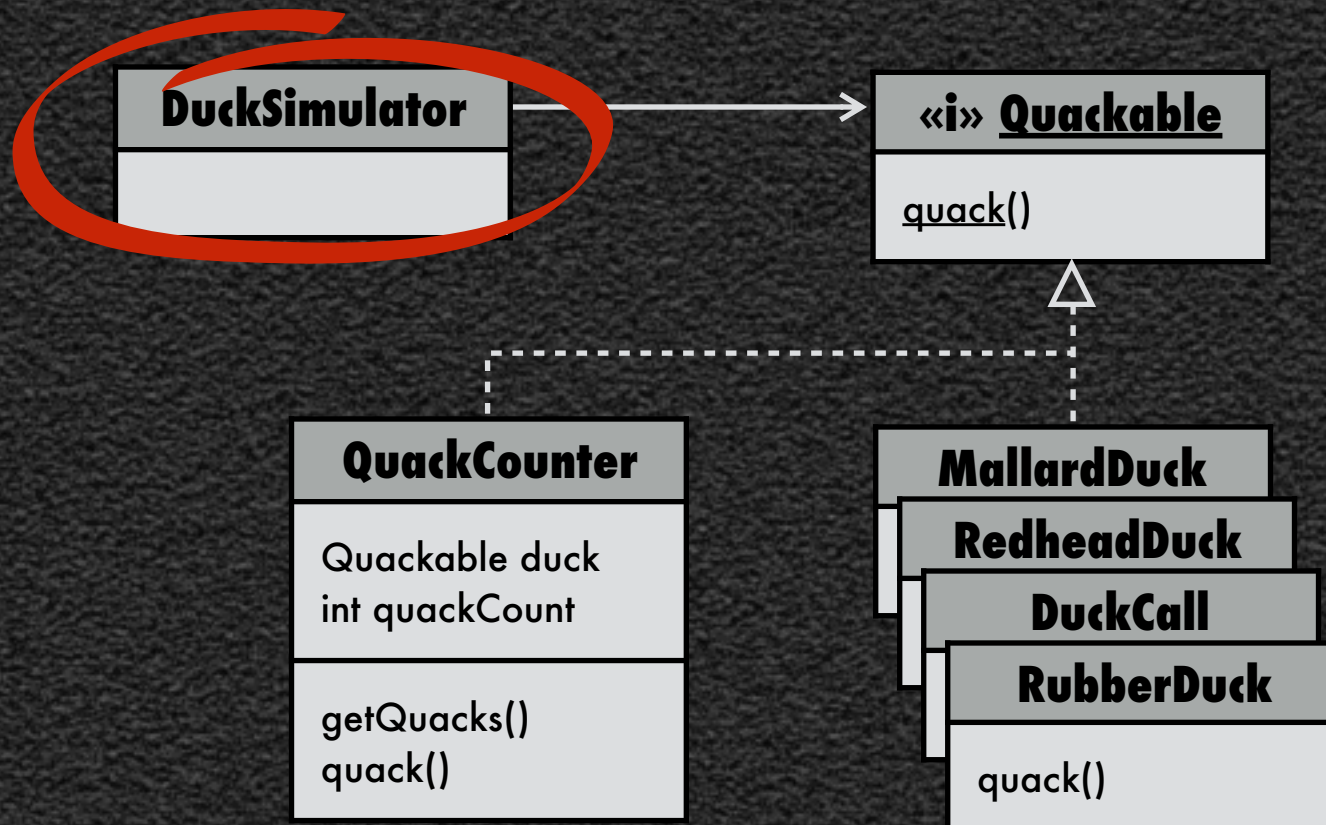 DuckSimulator
«i» Quackable
quack()
QuackCounter
Quackable duck
int quackCount
getQuacks()
quack()
MallardDuck
RedheadDuck
DuckCall
RubberDuck
quack()